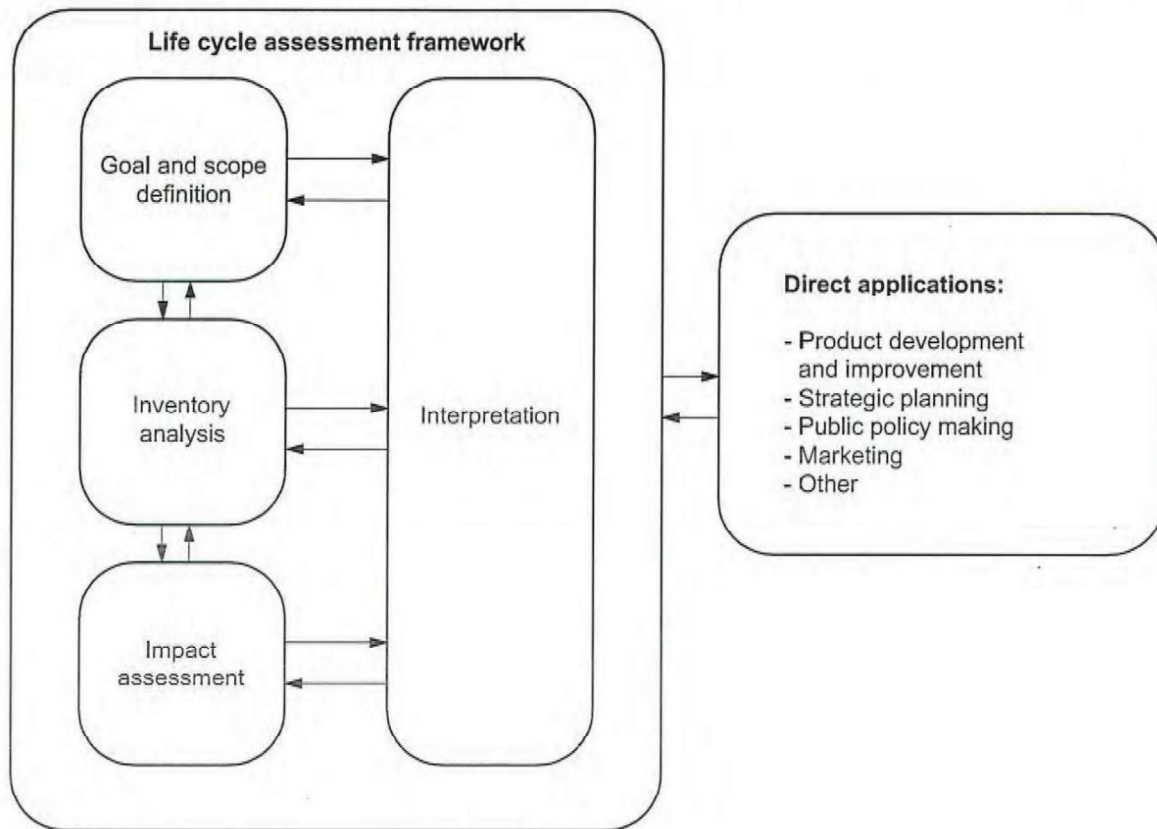 Life cycle assessment framework
Goal and scope
definition
Inventory
analysis
Impact
assessment
Interpretation
Direct applications:
- Product development
and improvement
- Strategic planning
- Public policy making
- Marketing
- Other